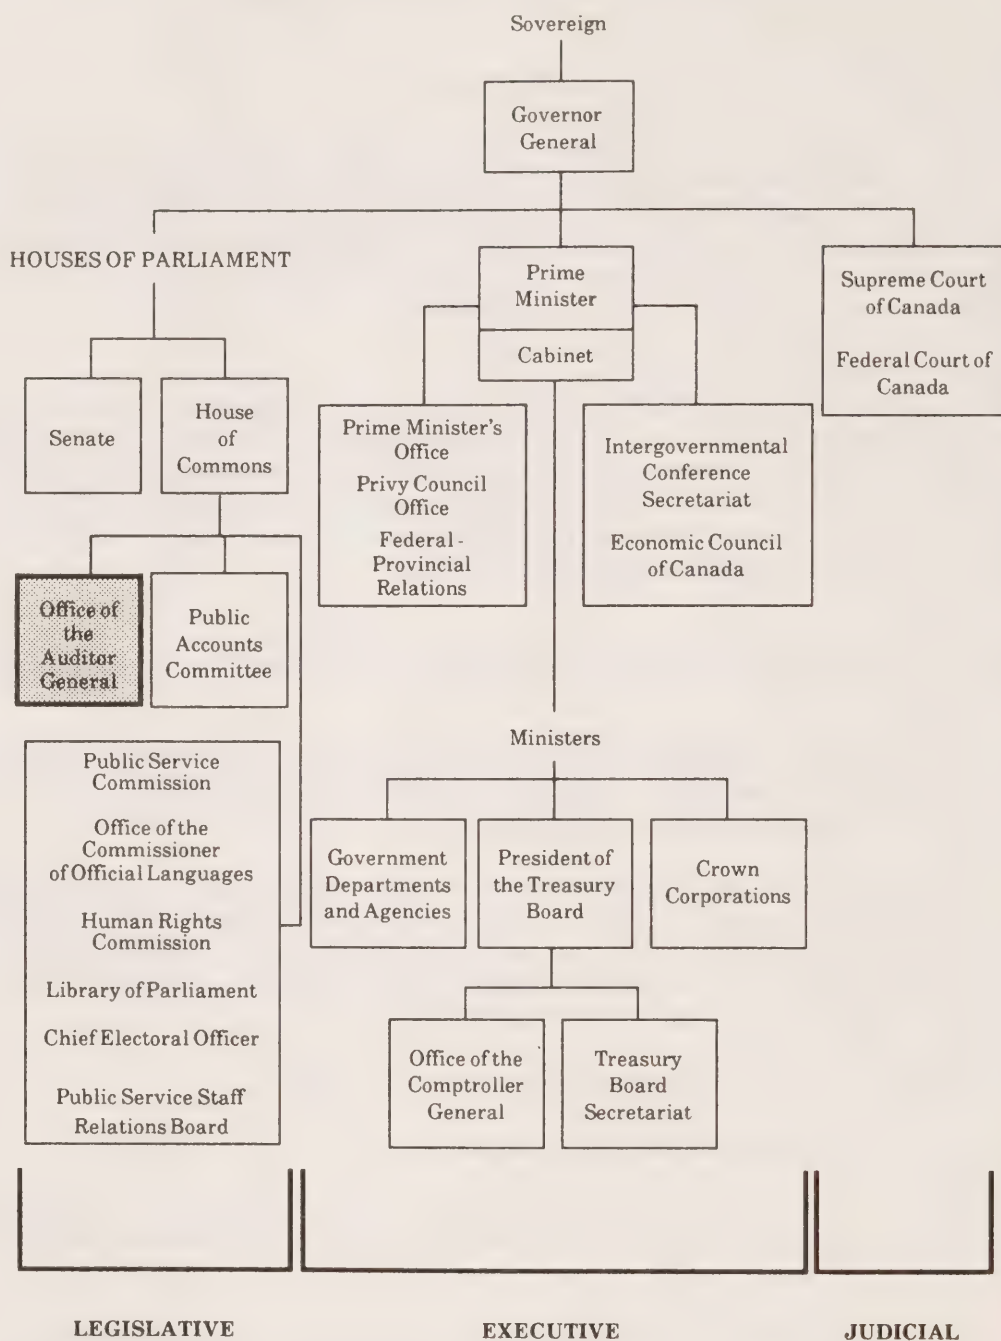 Sovereign
Governor
General
HOUSES OF PARLIAMENT
Prime
Minister
Cabinet
Supreme Court
of Canada
Federal Court of
Canada
Senate
House
of
Commons
Prime Minister's
Office
Privy Council
Office
Federal -
Provincial
Relations
Intergovernmental
Conference
Secretariat
Economic Council
of Canada
Office of
the
Auditor
General
Public
Accounts
Committee
Ministers
Public Service
Commission
Office of the
Commissioner
of Official Languages
Human Rights
Commission
Library of Parliament
Chief Electoral Officer
Public Service Staff
Relations Board
Government
Departments
and Agencies
President of
the Treasury
Board
Crown
Corporations
Office of the
Comptroller
General
Treasury
Board
Secretariat
LEGISLATIVE
EXECUTIVE
JUDICIAL